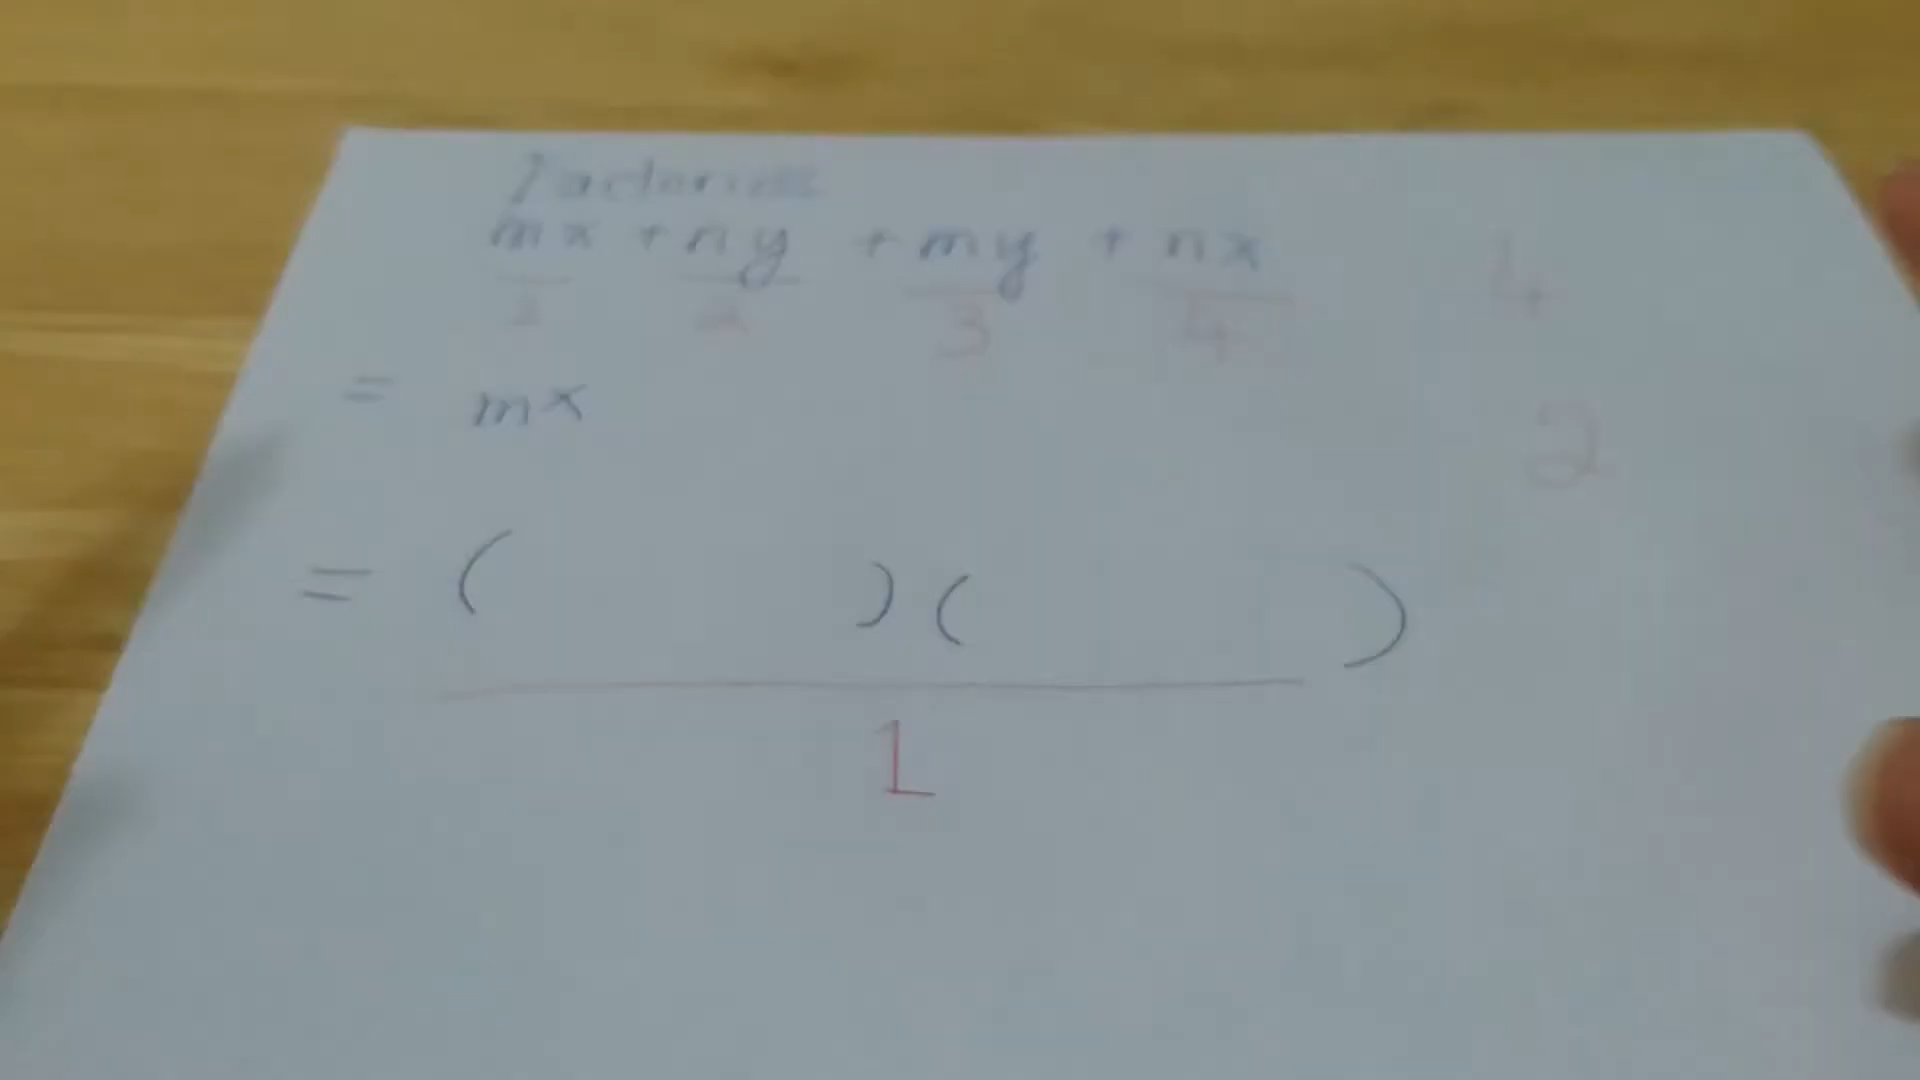 Factorise
mx + ny + my + nx 4
1 2 3 4
= mx 2
= ( ) ( )
1